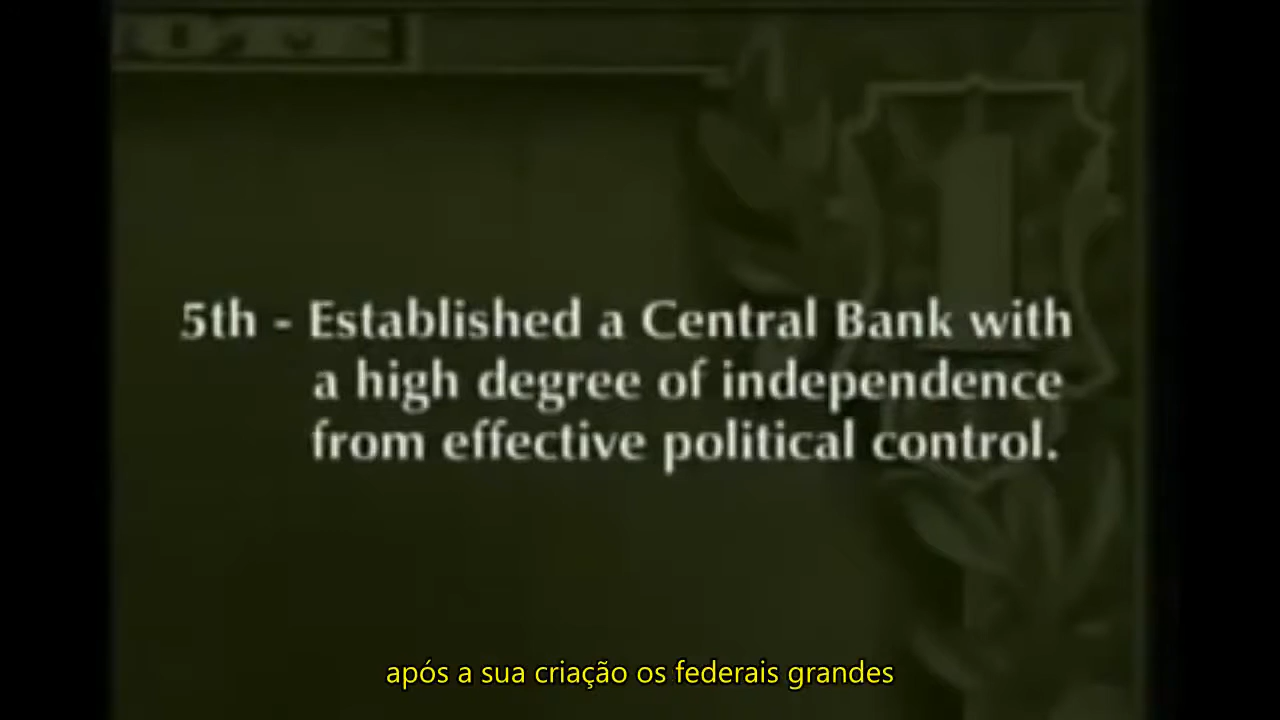 5th - Established a Central Bank with
a high degree of independence
from effective political control.
após a sua criação os federais grandes